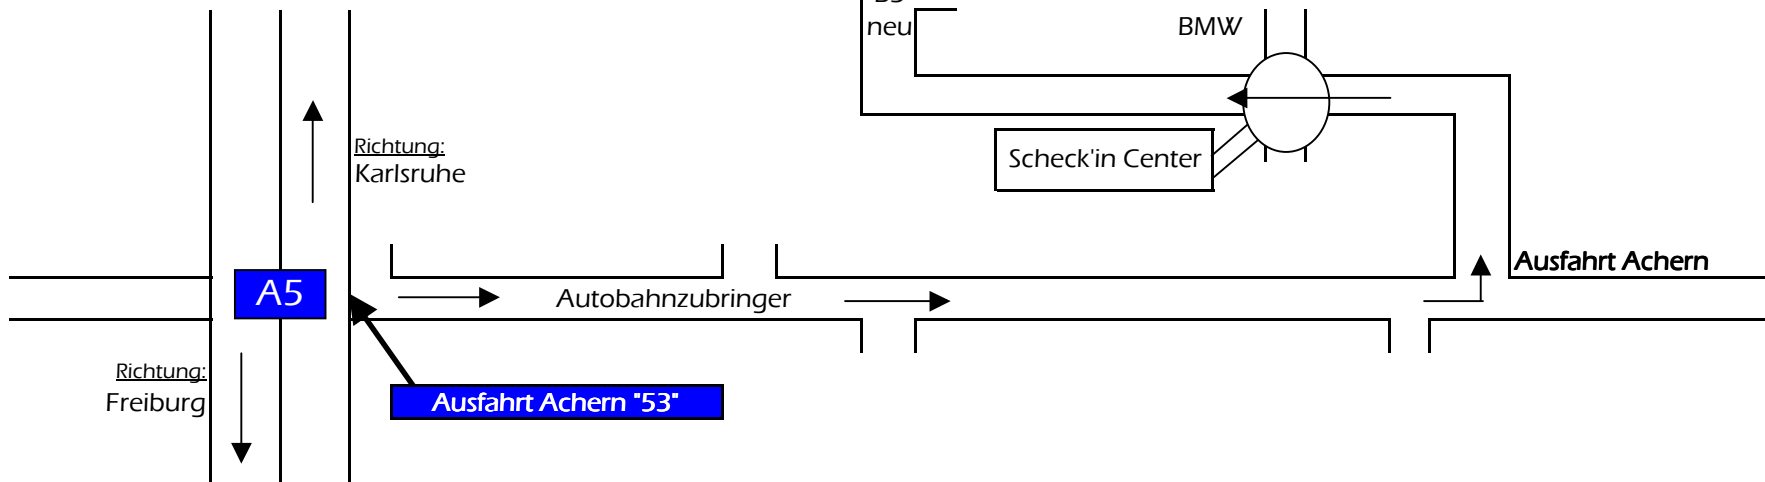 neu
BMW
Richtung:
Karlsruhe
Scheck'in Center
Ausfahrt Achern
A5
Autobahnzubringer
Richtung:
Freiburg
Ausfahrt Achern "53"